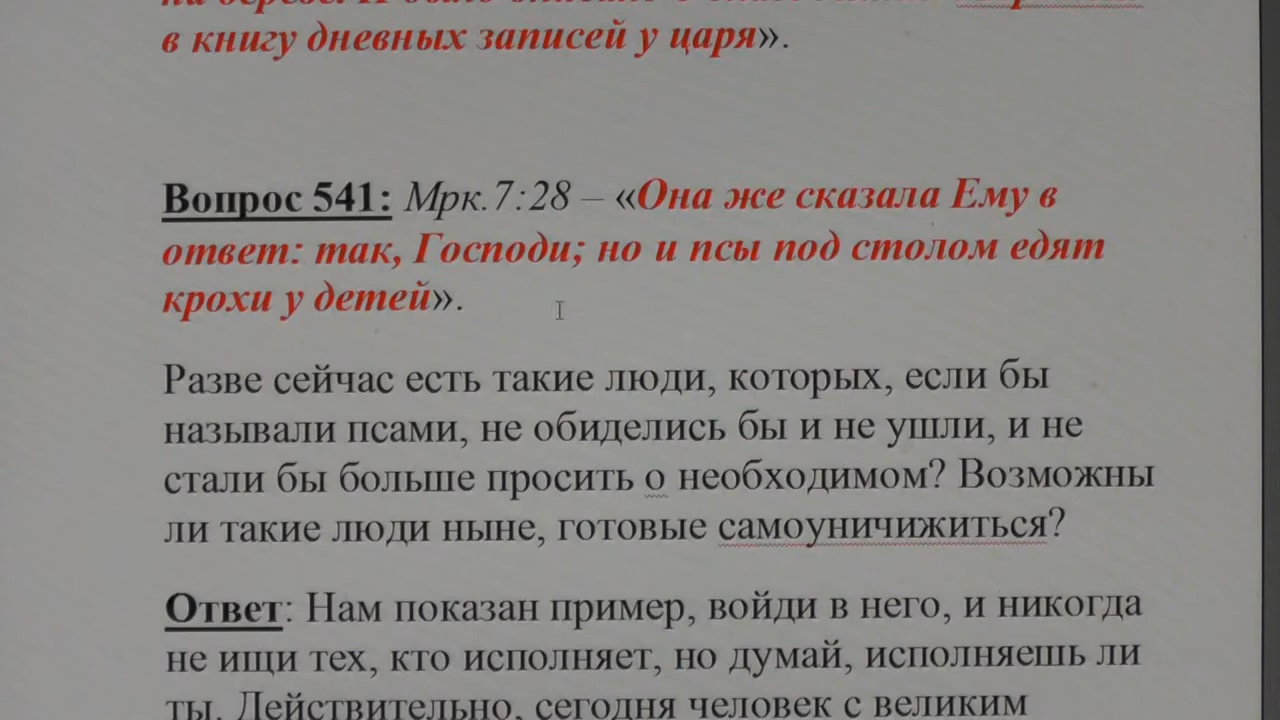 в книгу дневных записей у царя».
Вопрос 541: Мрк.7:28 – «Она же сказала Ему в
ответ: так, Господи; но и псы под столом едят
крохи у детей».
Разве сейчас есть такие люди, которых, если бы
называли псами, не обиделись бы и не ушли, и не
стали бы больше просить о необходимом? Возможны
ли такие люди ныне, готовые самоуничижиться?
Ответ: Нам показан пример, войди в него, и никогда
не ищи тех, кто исполняет, но думай, исполняешь ли
ты. Действительно, сегодня человек с великим